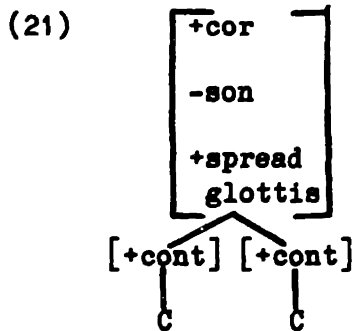 (21)
+cor
-son
+spread
glottis
[+cont] [+cont]
C C